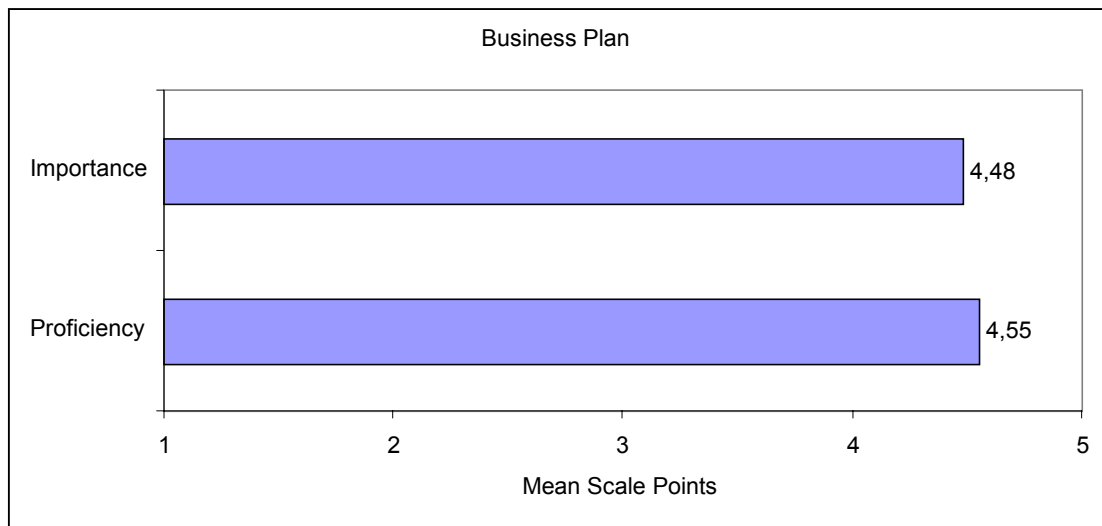 Business Plan
Importance
4,48
Proficiency
4,55
1 2 3 4 5
Mean Scale Points